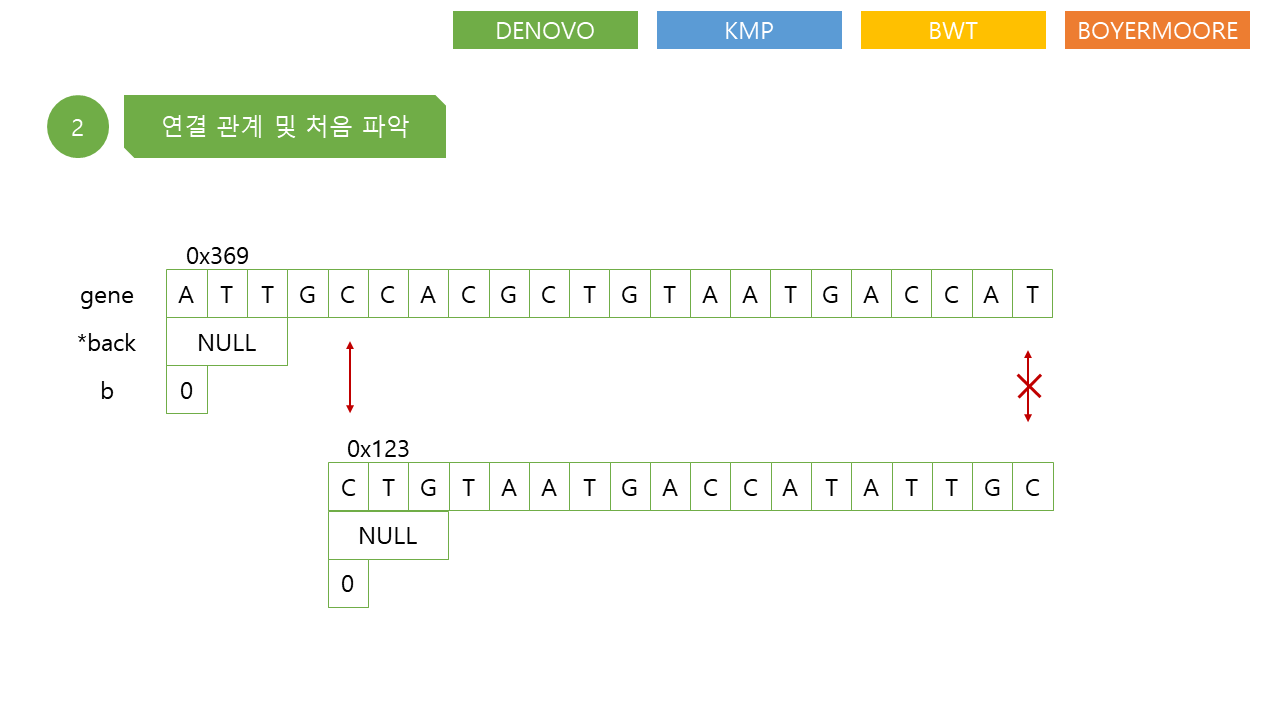 DENOVO KMP BWT BOYERMOORE
2 연결 관계 및 처음 파악
0x369
gene A T T G C C A C G C T G T A A T G A C C A T
*back NULL
b 0
0x123
C T G T A A T G A C C A T A T T G C
NULL
0